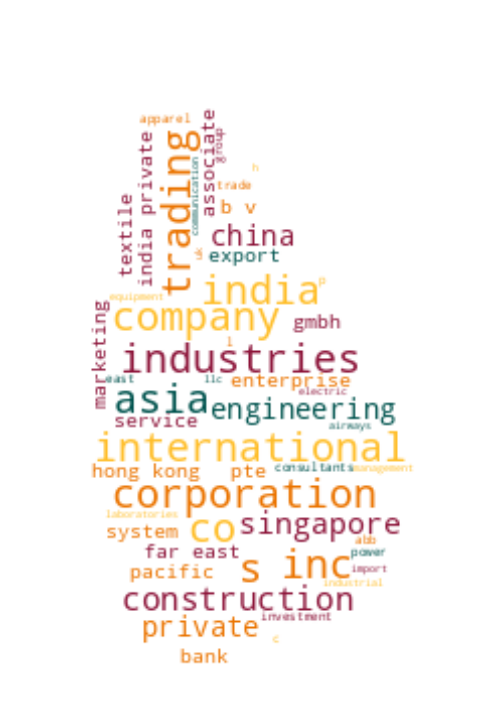 apparel
associate
group
trading
india private
communication
h
trade
textile
b v
china
uk
export
india
p
equipment
company
gmbh
marketing
l
industries
east
llc
enterprise
electric
asia
engineering
service
airways
international
hong kong
pte
consultants
management
corporation
laboratories
co
singapore
system
abb
far east
power
s inc
pacific
import
industrial
construction
investment
private
c
bank